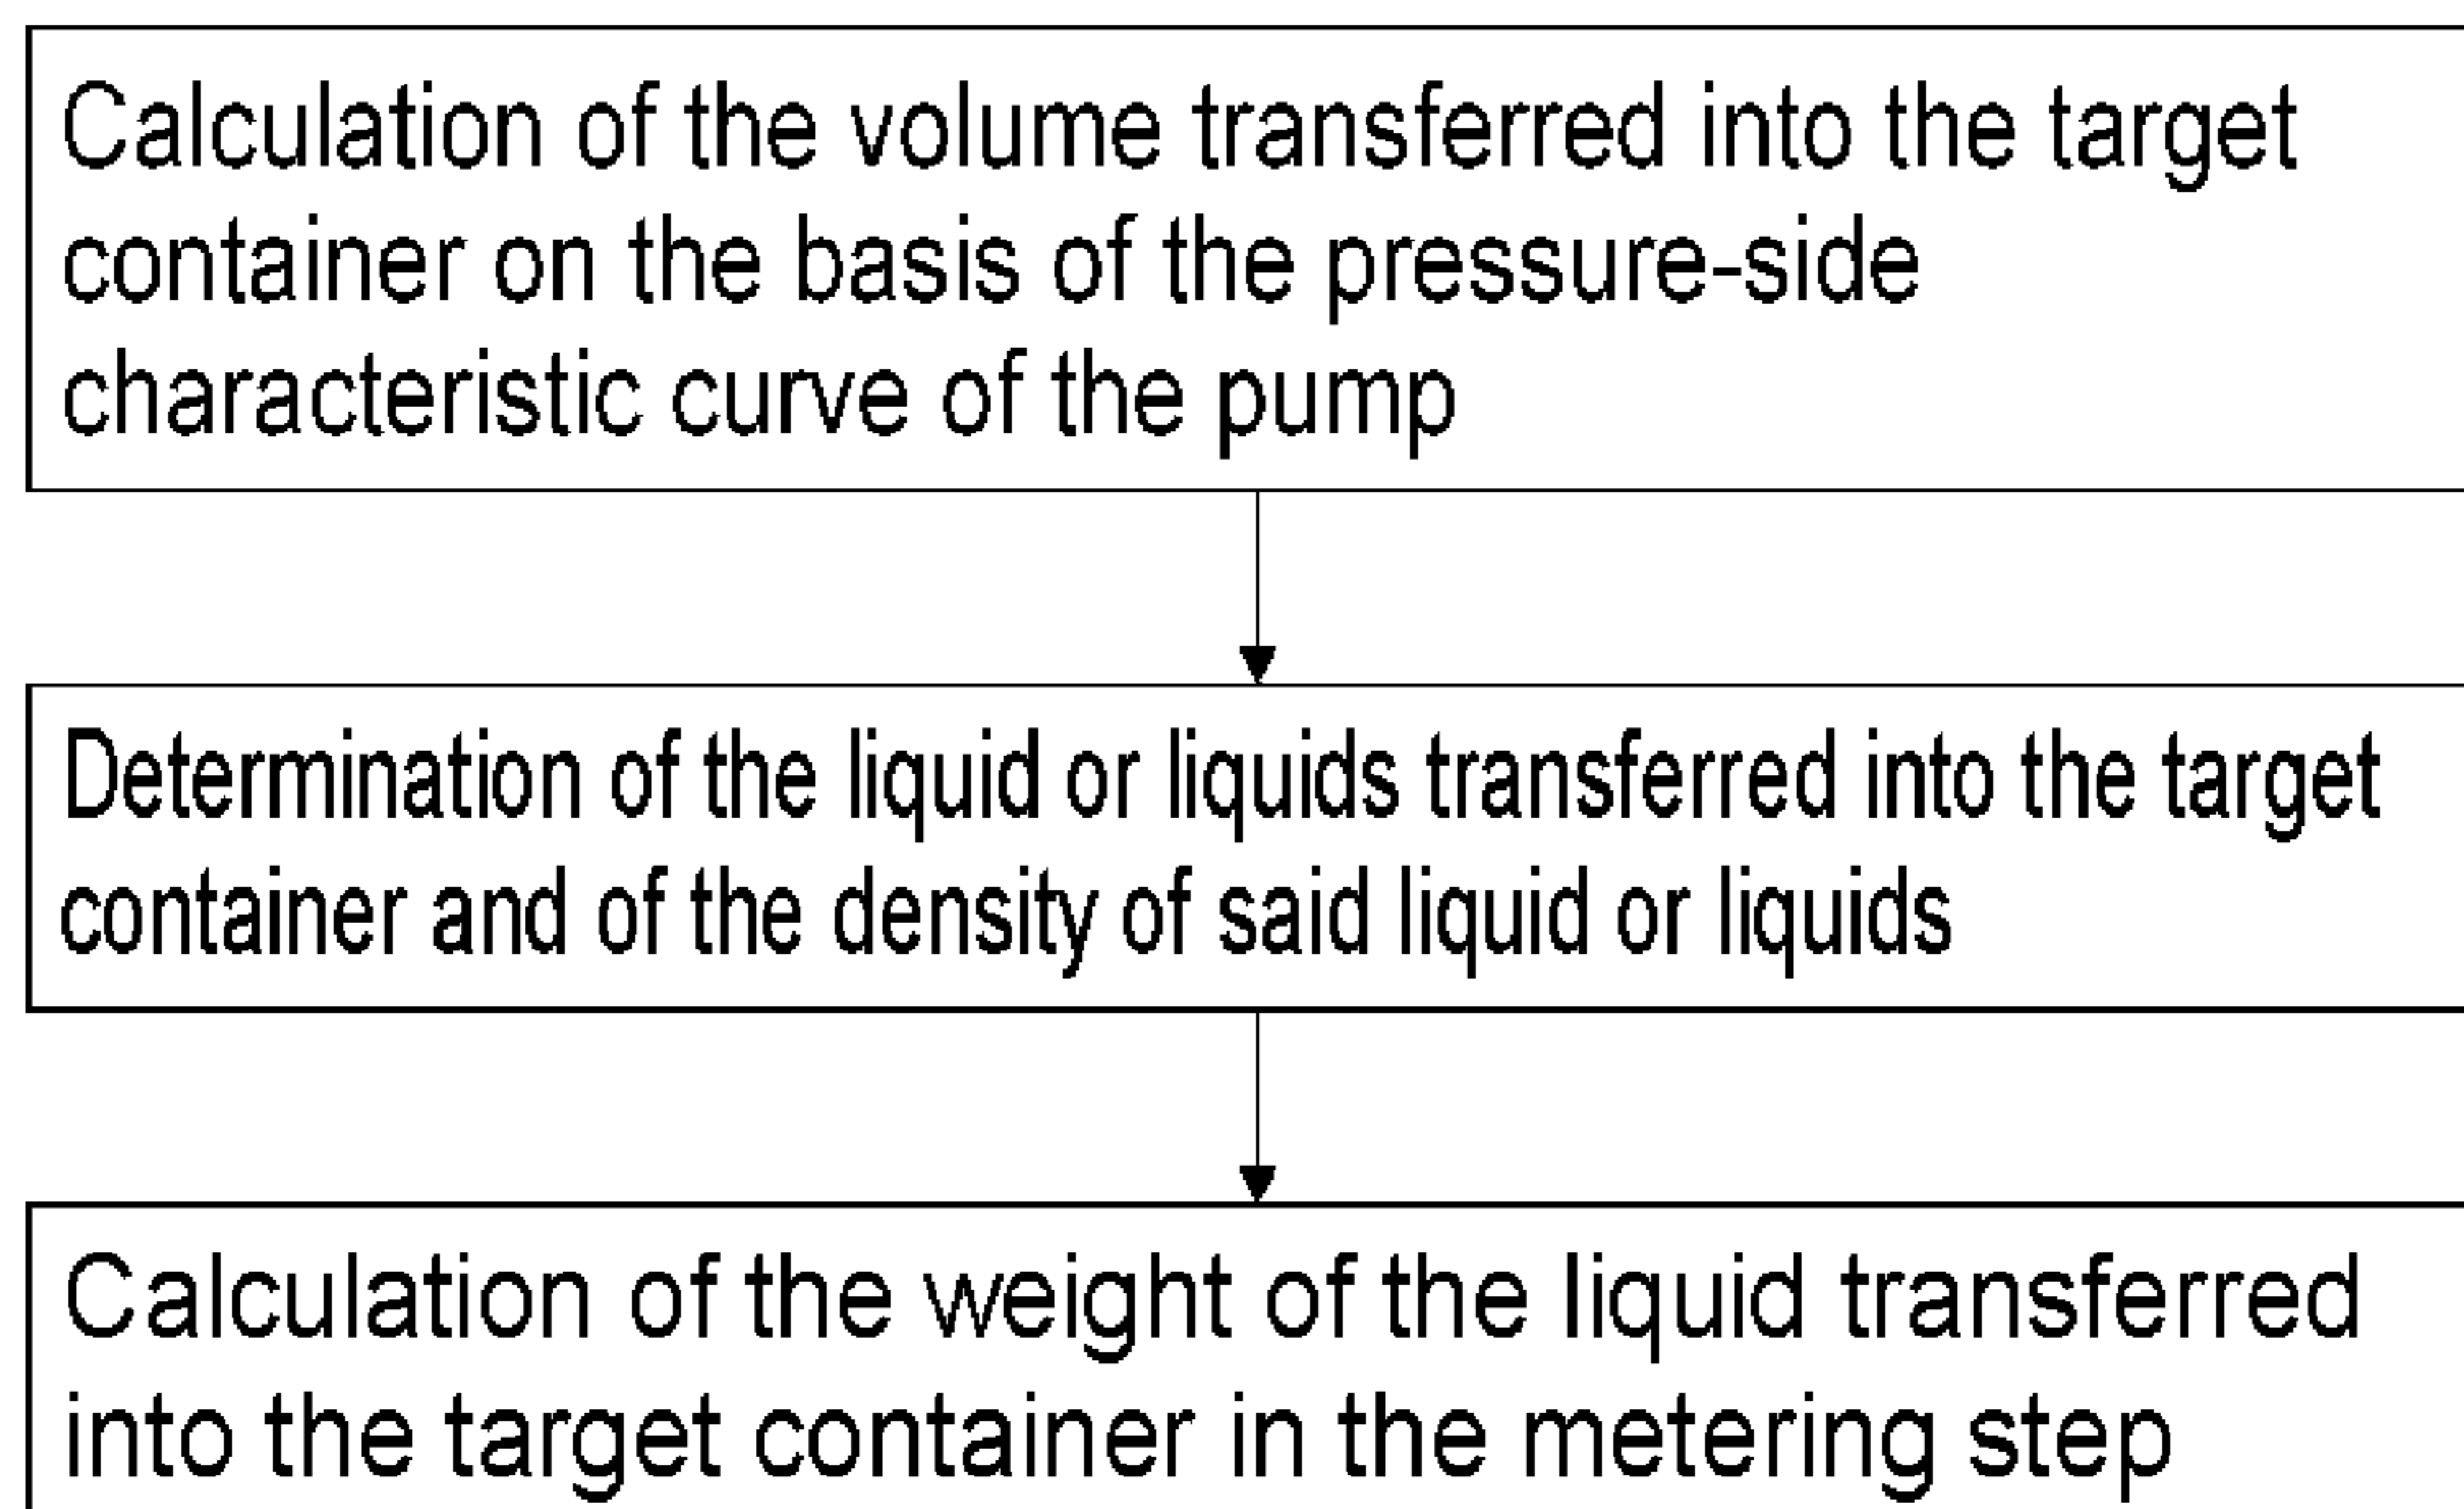 Calculation of the volume transferred into the target
container on the basis of the pressure-side
characteristic curve of the pump
Determination of the liquid or liquids transferred into the target
container and of the density of said liquid or liquids
Calculation of the weight of the liquid transferred
into the target container in the metering step